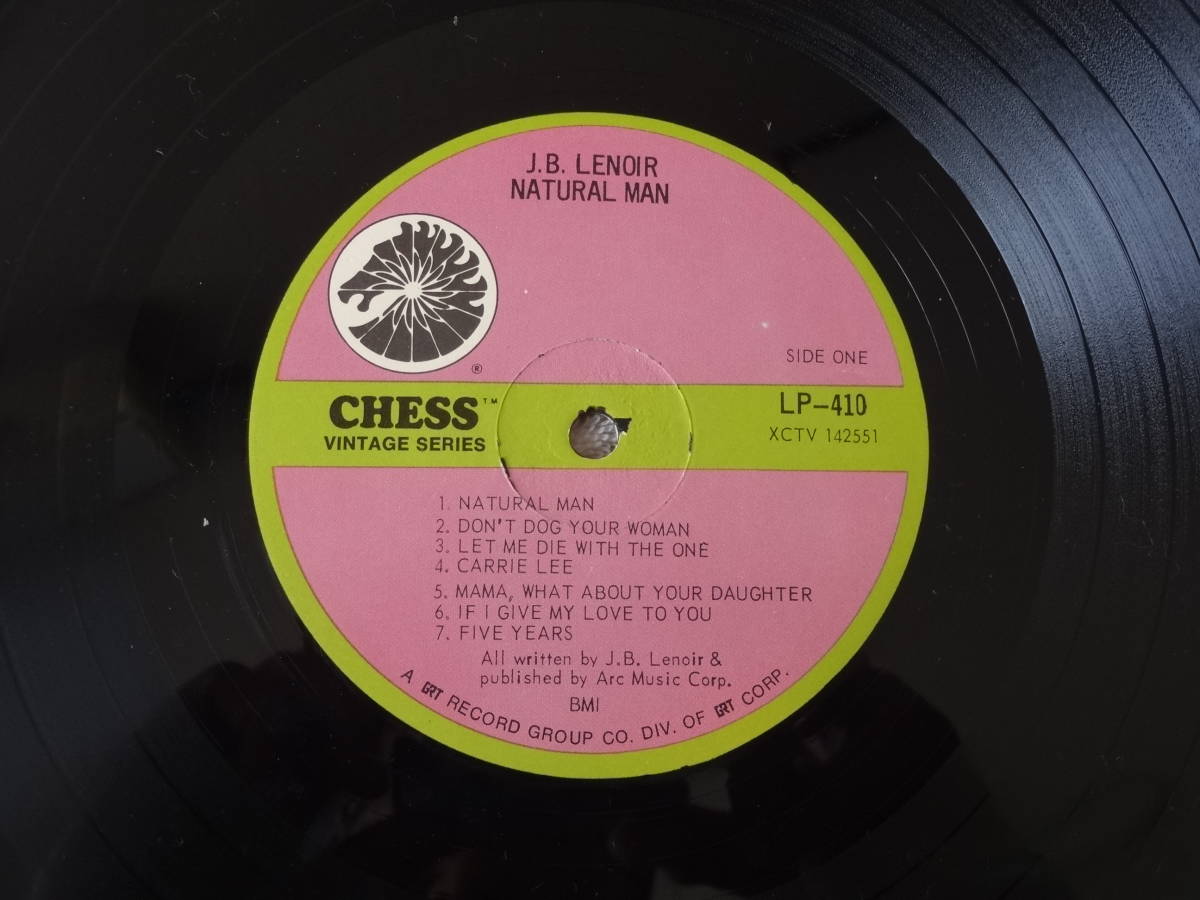 J.B. LENOIR
NATURAL MAN
®
SIDE ONE
CHESS™
VINTAGE SERIES
LP-410
XCTV 142551
1. NATURAL MAN
2. DON'T DOG YOUR WOMAN
3. LET ME DIE WITH THE ONE
4. CARRIE LEE
5. MAMA, WHAT ABOUT YOUR DAUGHTER
6. IF I GIVE MY LOVE TO YOU
7. FIVE YEARS
All written by J.B. Lenoir &
published by Arc Music Corp.
BMI
A GRT RECORD GROUP CO. DIV. OF GRT CORP.